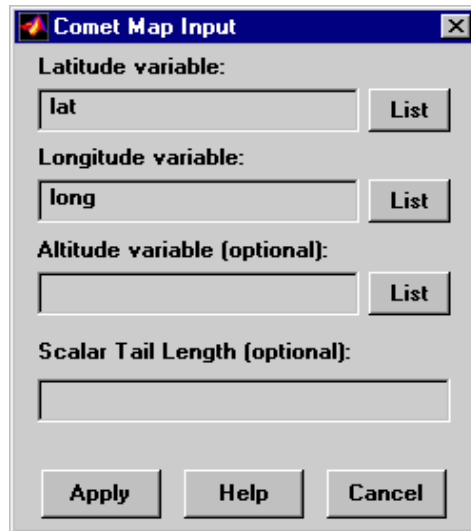 Comet Map Input
Latitude variable:
lat List
Longitude variable:
long List
Altitude variable (optional):
List
Scalar Tail Length (optional):
Apply Help Cancel